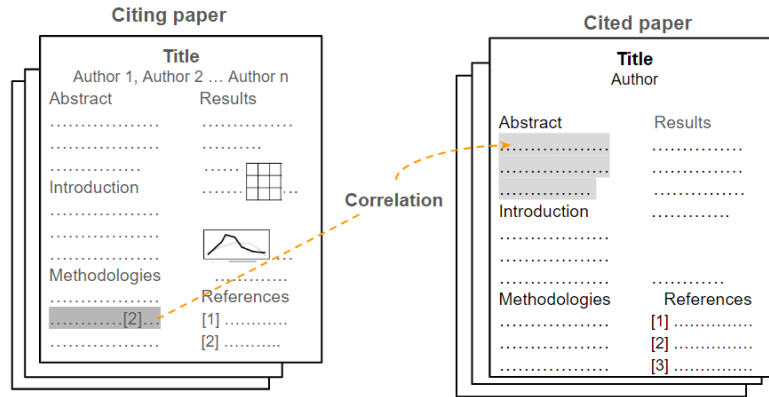 Citing paper
Title
Author 1, Author 2 ... Author n
Abstract
Introduction
Methodologies
[2]
Results
References
[1]
[2]
Correlation
Cited paper
Title
Author
Abstract
Introduction
Methodologies
Results
References
[1]
[2]
[3]